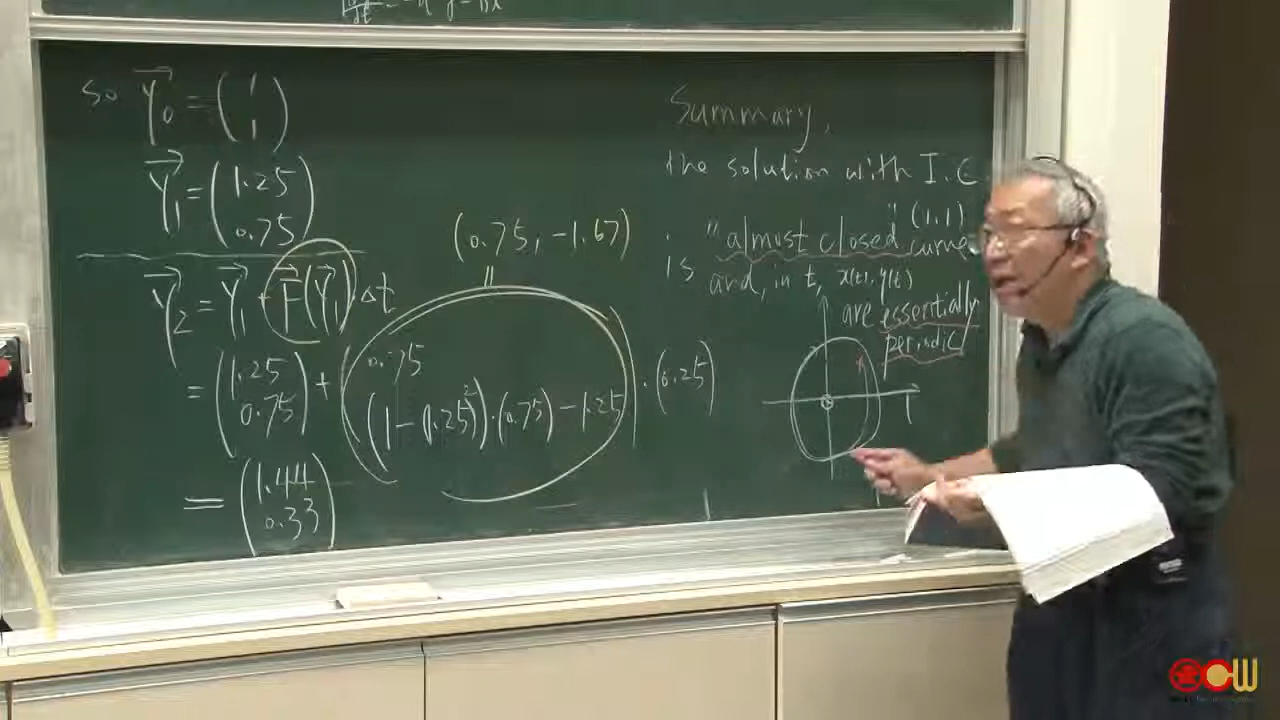 so Y⃗₀ = (1 1)
Y⃗₁ = (1.25 0.75)
(0.75, -1.67)
||
Y⃗₂ = Y⃗₁ + F⃗(Y⃗₁) Δt
= (1.25 0.75) + (0.75 (1-(1.25)²)·(0.75)-1.25)·(0.25)
= (1.44 0.33)
Summary,
the solution with I.C.
(1.1)
is "almost closed curve"
and, in t, x(t), y(t)
are essentially
periodic
OCW